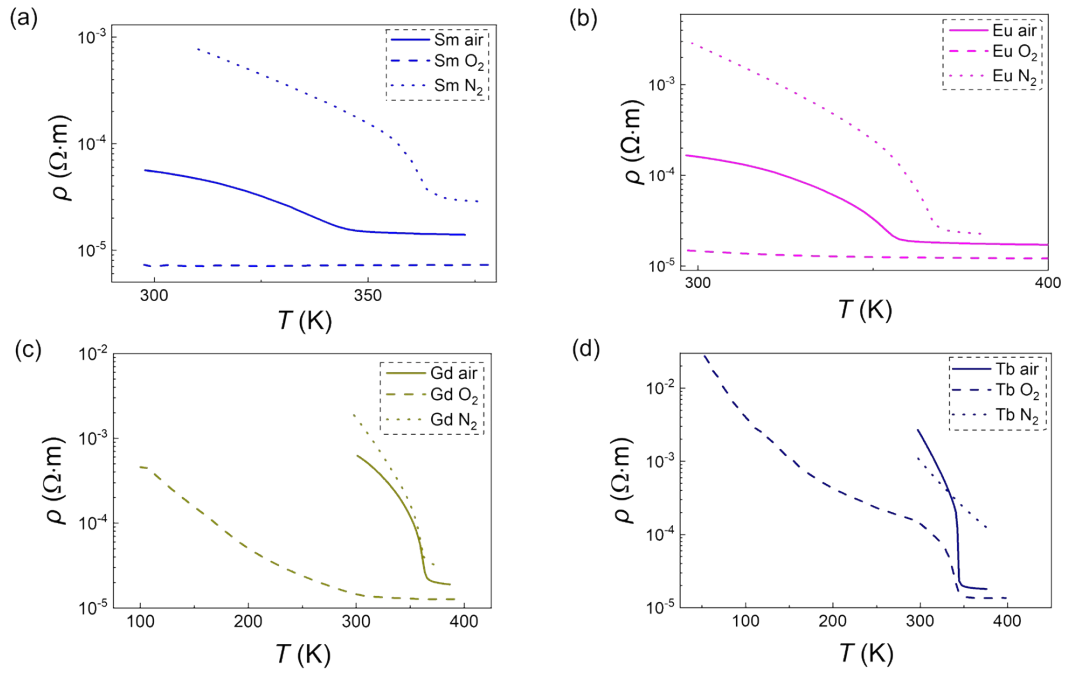 (a)
Sm air
Sm O₂
Sm N₂
10⁻³
10⁻⁴
10⁻⁵
ρ (Ω·m)
300
350
T (K)
(b)
Eu air
Eu O₂
Eu N₂
10⁻³
10⁻⁴
10⁻⁵
ρ (Ω·m)
300
400
T (K)
(c)
Gd air
Gd O₂
Gd N₂
10⁻²
10⁻³
10⁻⁴
10⁻⁵
ρ (Ω·m)
100
200
300
400
T (K)
(d)
Tb air
Tb O₂
Tb N₂
10⁻²
10⁻³
10⁻⁴
10⁻⁵
ρ (Ω·m)
100
200
300
400
T (K)